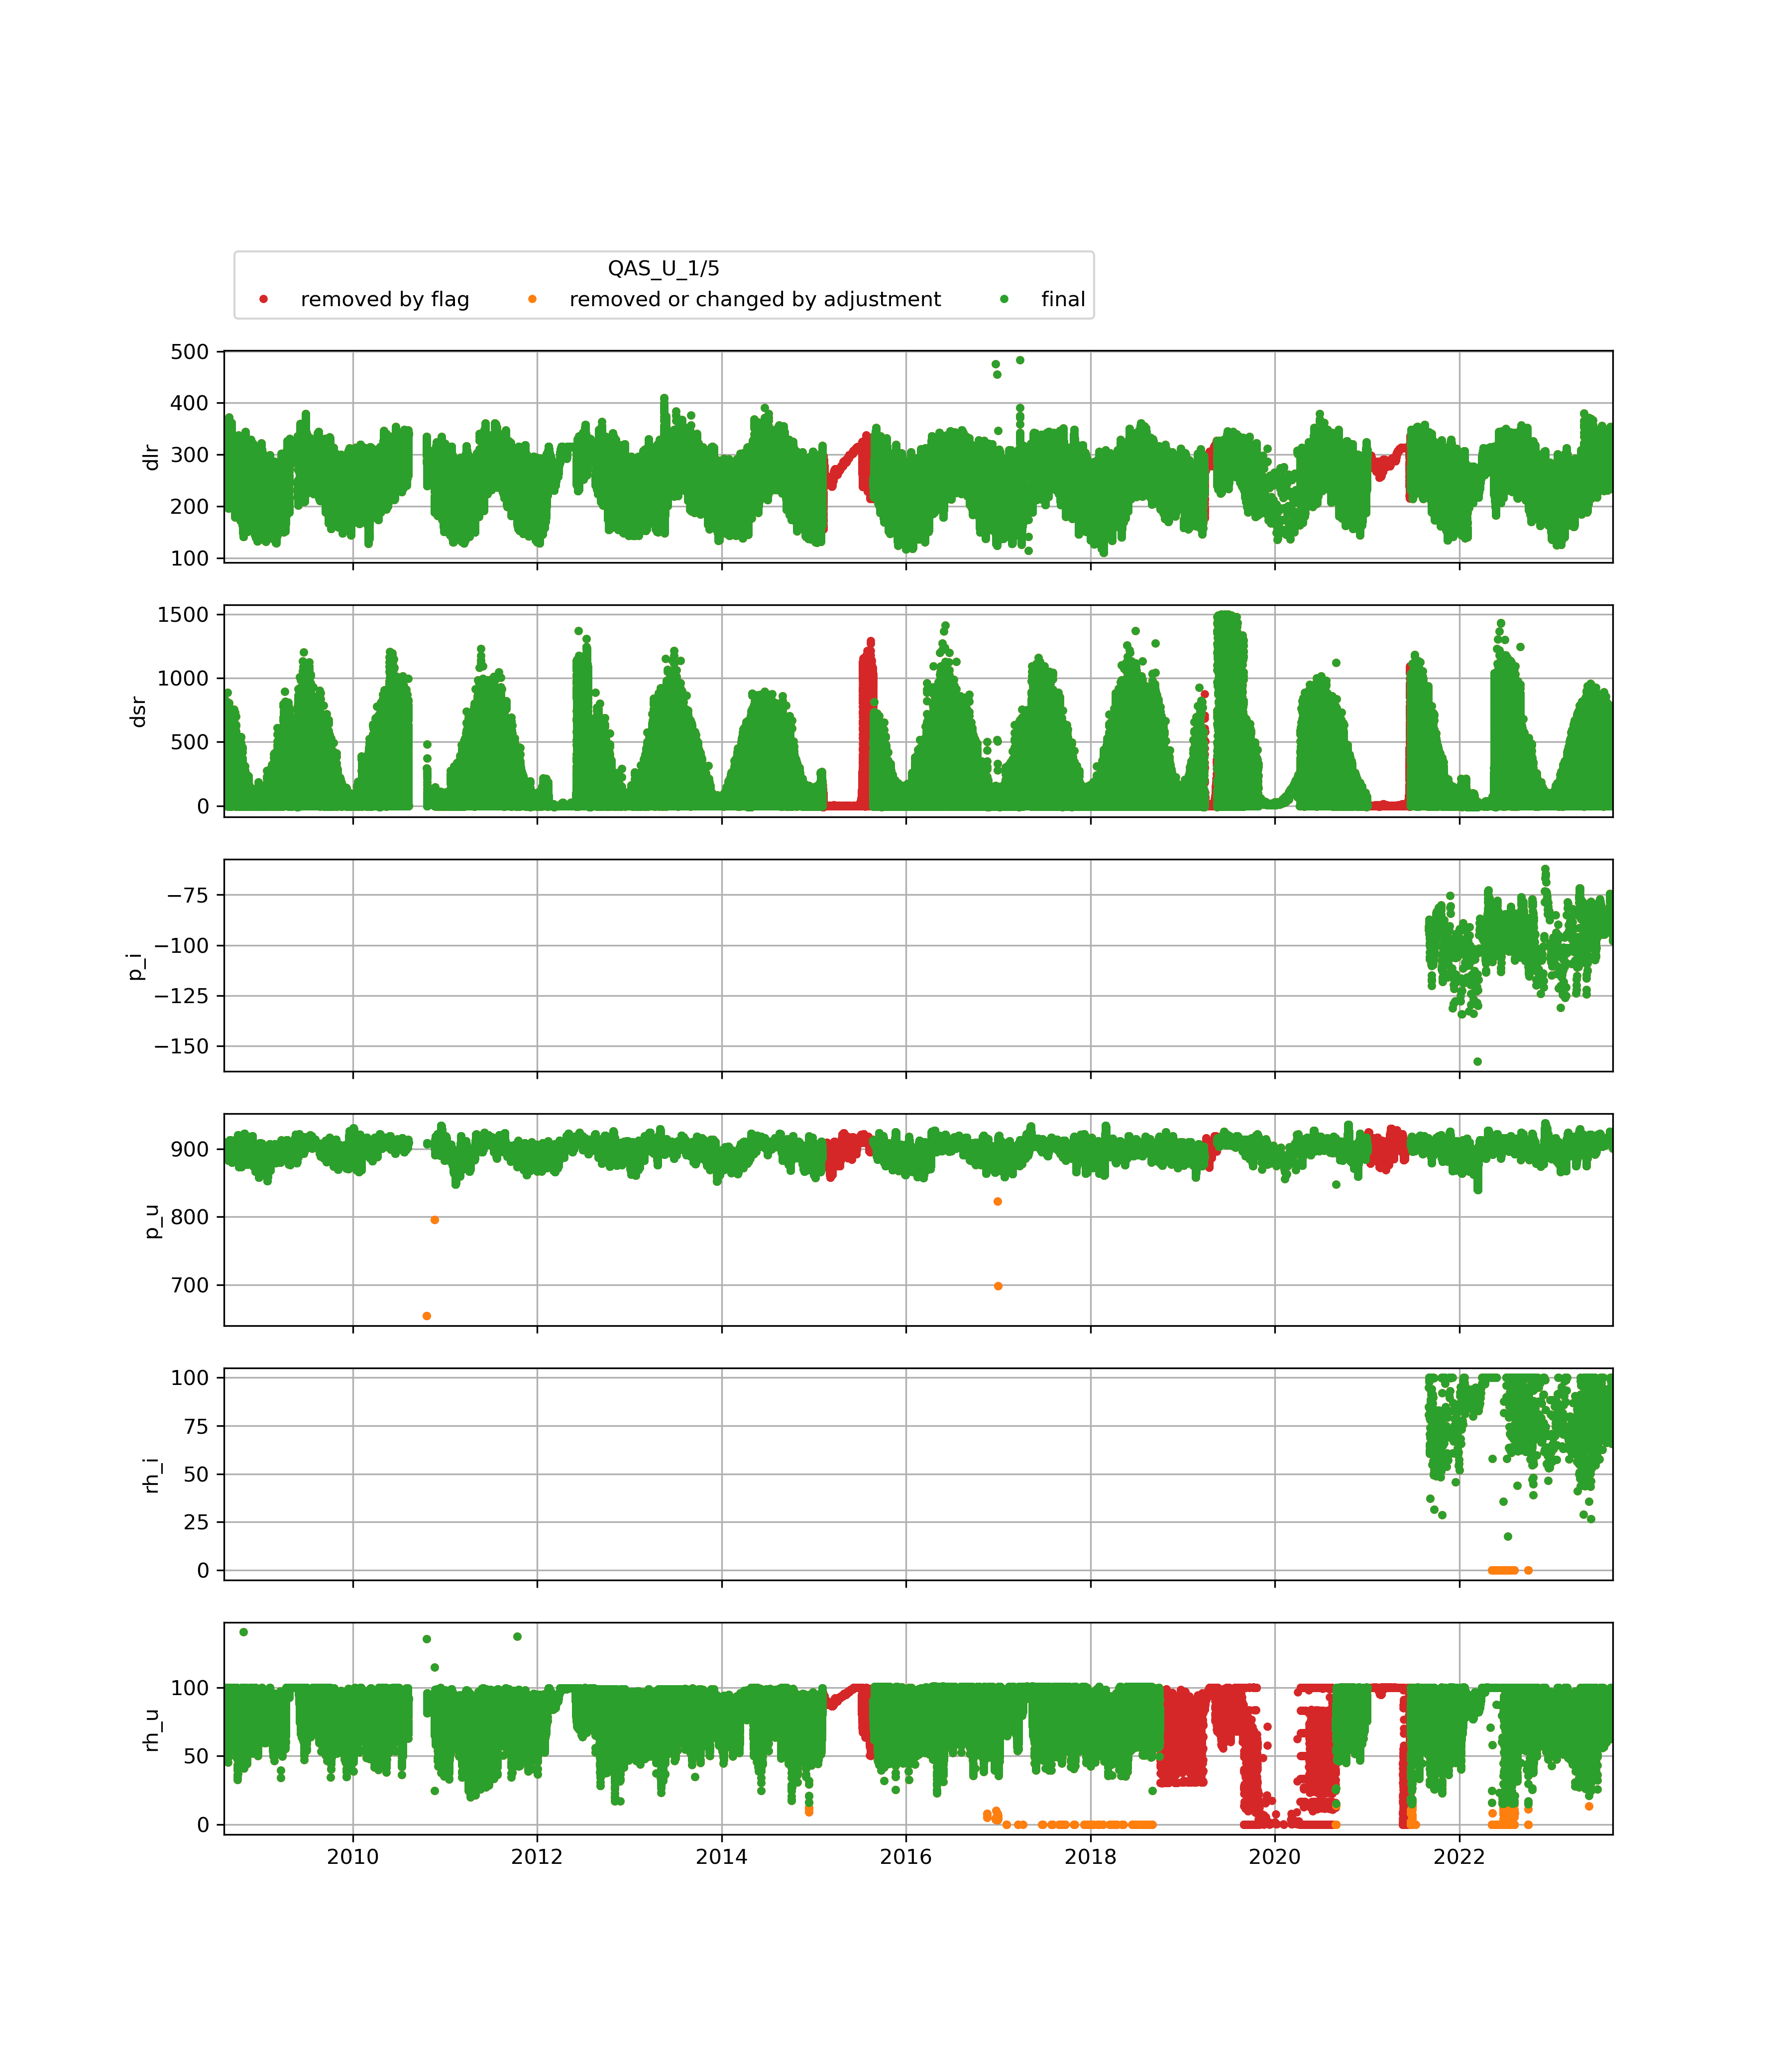 QAS_U_1/5
removed by flag removed or changed by adjustment final
500
400
300
200
100
dlr
1500
1000
500
0
dsr
−75
−100
−125
−150
p_i
900
800
700
p_u
100
75
50
25
0
rh_i
100
50
0
rh_u
2010 2012 2014 2016 2018 2020 2022